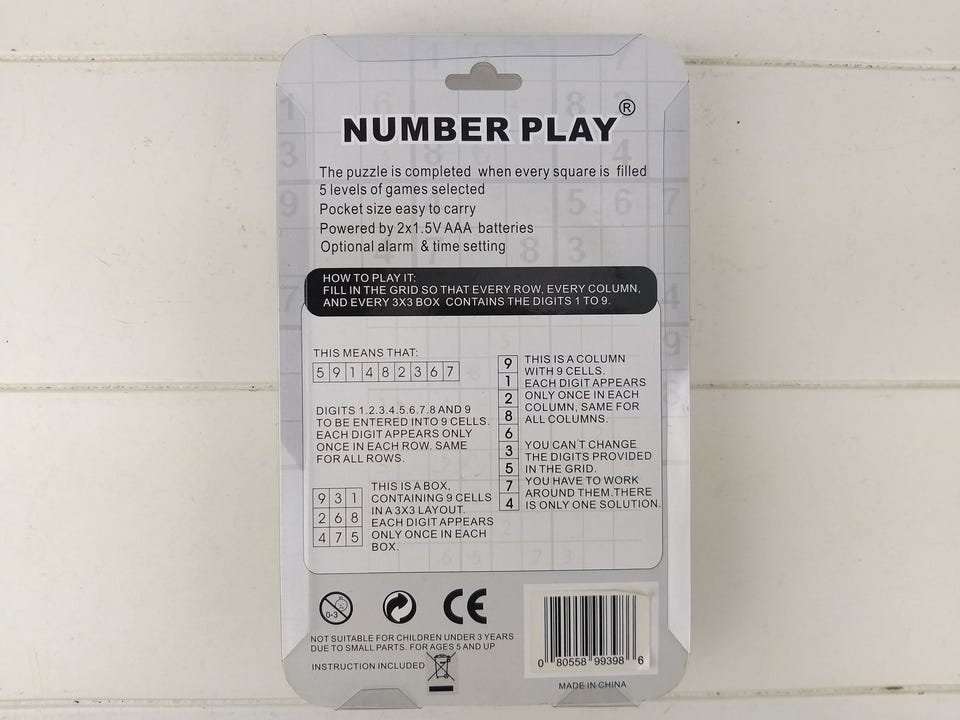 NUMBER PLAY®
The puzzle is completed when every square is filled
5 levels of games selected
Pocket size easy to carry
Powered by 2x1.5V AAA batteries
Optional alarm & time setting
HOW TO PLAY IT:
FILL IN THE GRID SO THAT EVERY ROW, EVERY COLUMN,
AND EVERY 3X3 BOX CONTAINS THE DIGITS 1 TO 9.
THIS MEANS THAT:
5 9 1 4 8 2 3 6 7
DIGITS 1.2.3.4.5.6.7.8 AND 9
TO BE ENTERED INTO 9 CELLS.
EACH DIGIT APPEARS ONLY
ONCE IN EACH ROW. SAME
FOR ALL ROWS.
9 3 1
2 6 8
4 7 5
THIS IS A BOX,
CONTAINING 9 CELLS
IN A 3X3 LAYOUT.
EACH DIGIT APPEARS
ONLY ONCE IN EACH
BOX.
9
1
2
8
6
3
5
7
4
THIS IS A COLUMN
WITH 9 CELLS.
EACH DIGIT APPEARS
ONLY ONCE IN EACH
COLUMN, SAME FOR
ALL COLUMNS.
YOU CAN'T CHANGE
THE DIGITS PROVIDED
IN THE GRID.
YOU HAVE TO WORK
AROUND THEM.THERE
IS ONLY ONE SOLUTION.
0-3
CE
NOT SUITABLE FOR CHILDREN UNDER 3 YEARS
DUE TO SMALL PARTS. FOR AGES 5 AND UP
INSTRUCTION INCLUDED
0 80558 99398 6
MADE IN CHINA